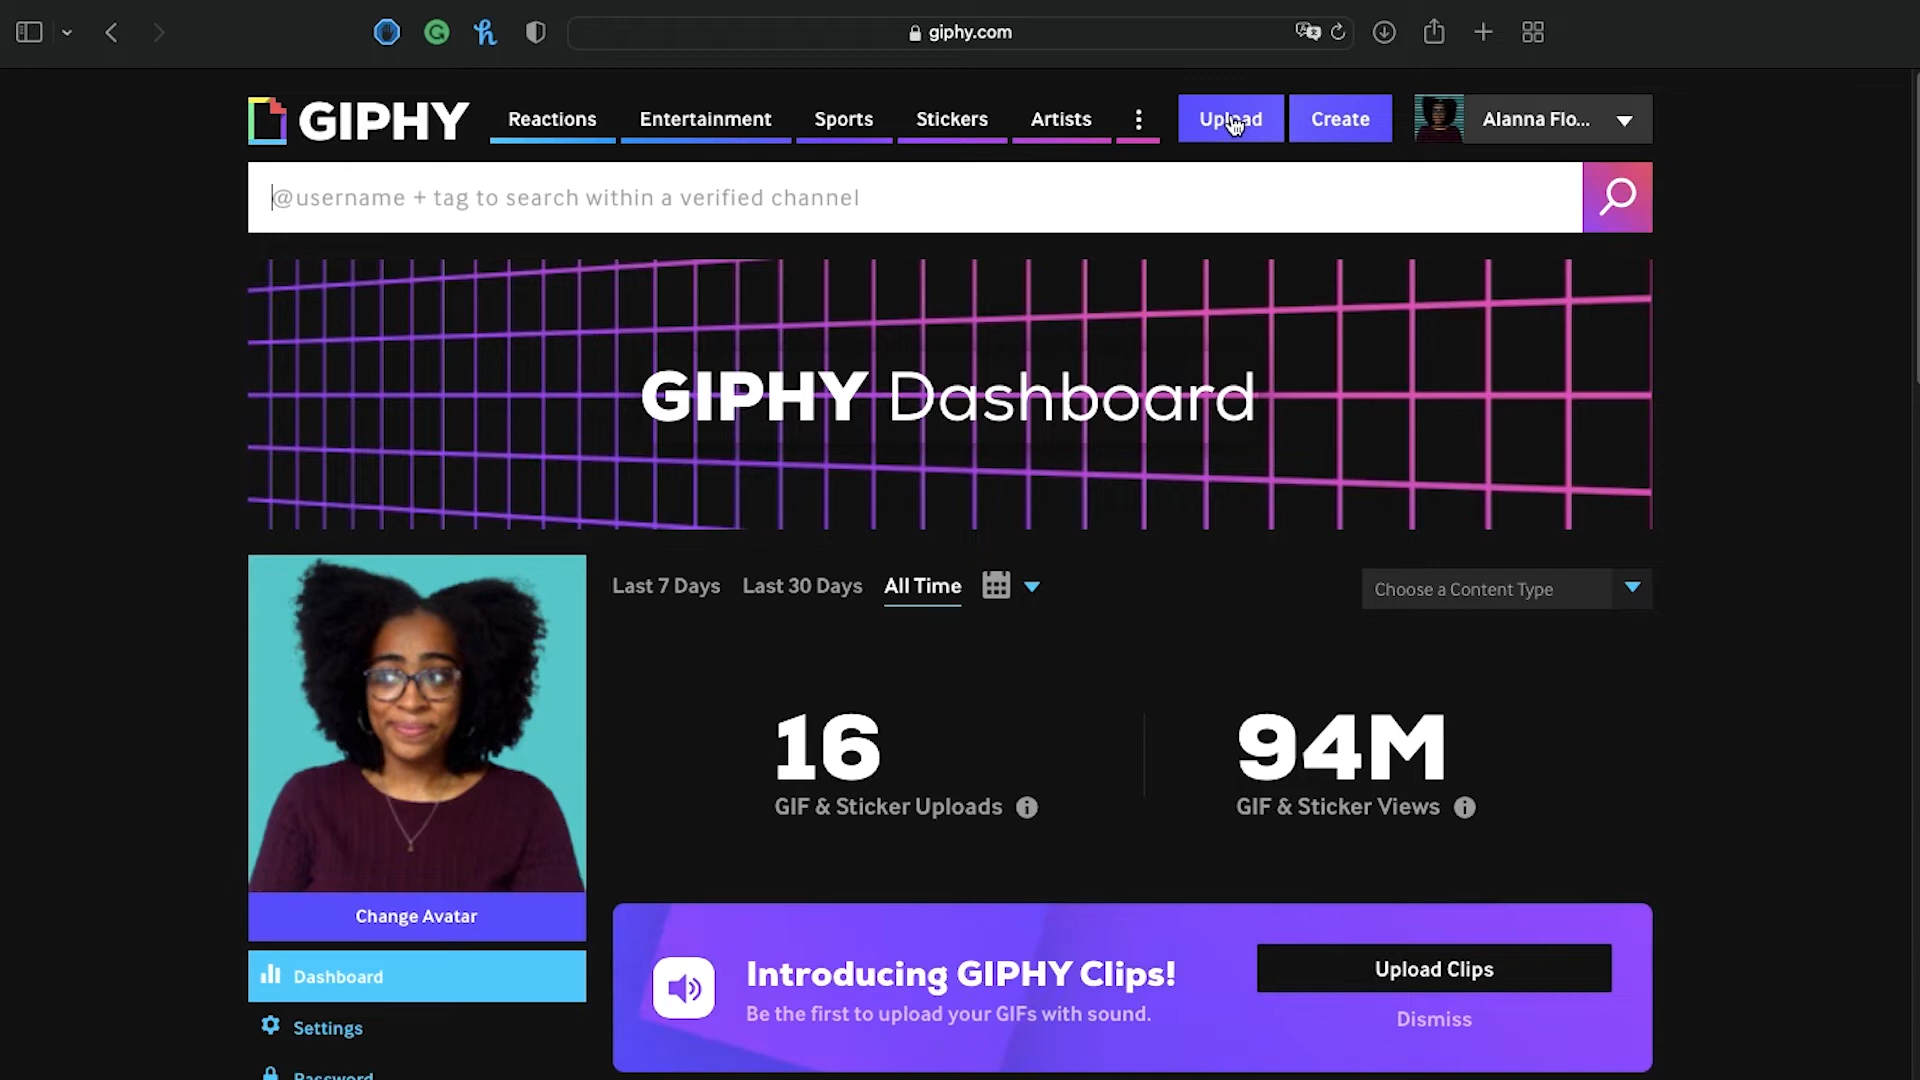 giphy.com
GIPHY Reactions Entertainment Sports Stickers Artists Upload Create Alanna Flo...
@username + tag to search within a verified channel
GIPHY Dashboard
Last 7 Days Last 30 Days All Time Choose a Content Type
16 94M
GIF & Sticker Uploads GIF & Sticker Views
Change Avatar
Introducing GIPHY Clips! Upload Clips
Dashboard
Be the first to upload your GIFs with sound. Dismiss
Settings
Password